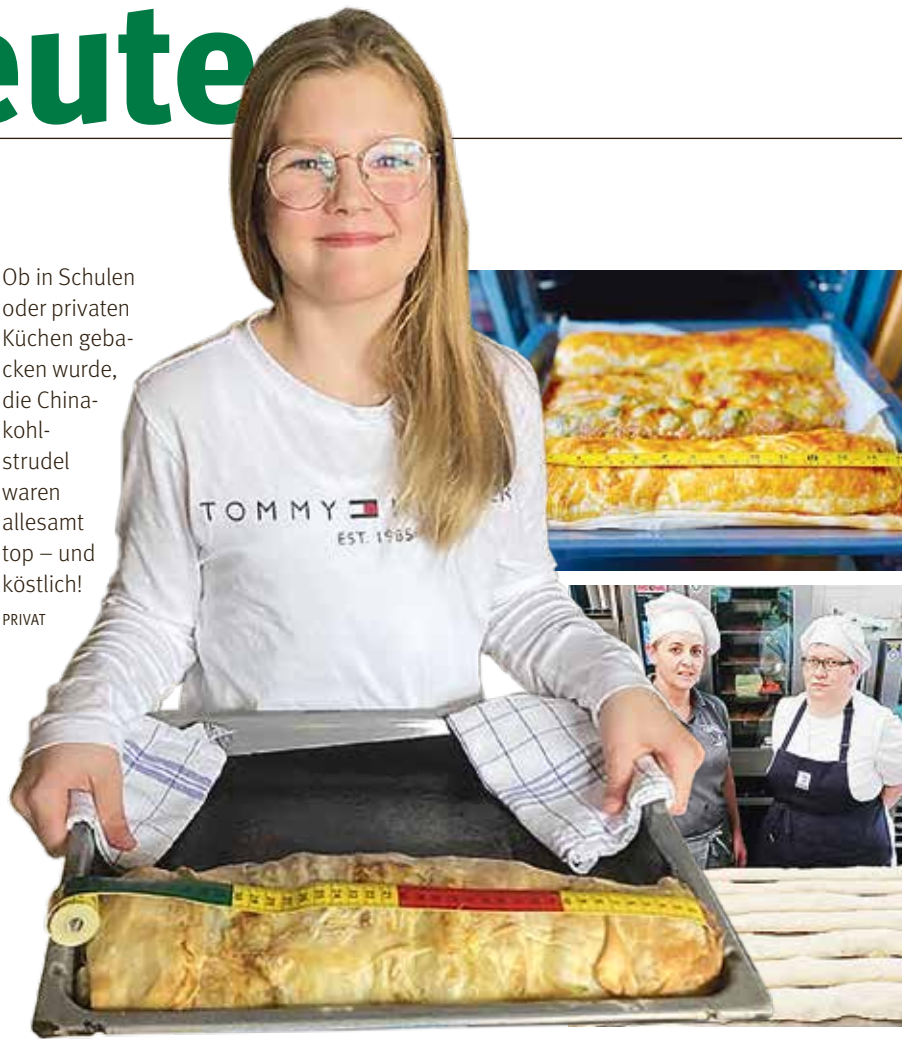 eute
Ob in Schulen
oder privaten
Küchen geba-
cken wurde,
die China-
kohl-
strudel
waren
allesamt
top – und
köstlich!
PRIVAT
TOMMY
EST. 1985